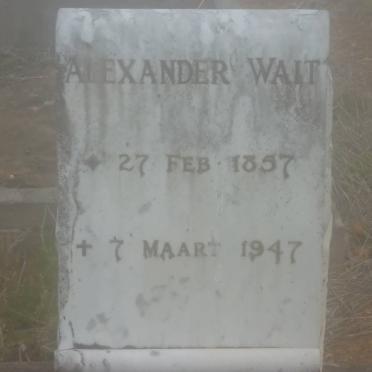 ALEXANDER WAIT
✦ 27 FEB 1857
+ 7 MAART 1947